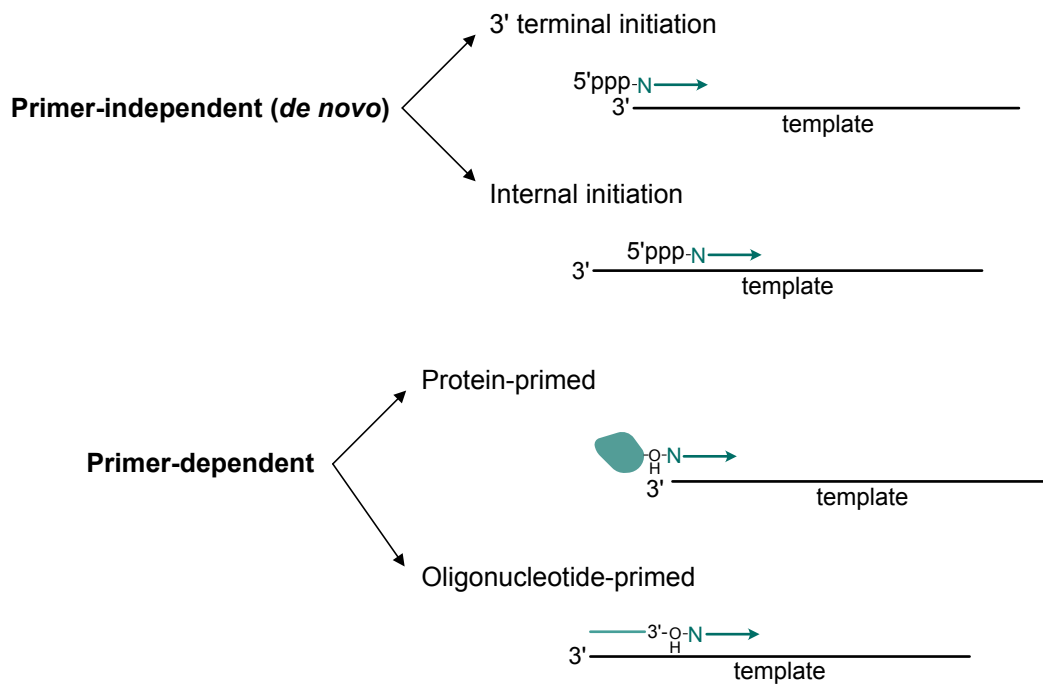 3' terminal initiation
5'ppp-N
3'
template
Primer-independent (de novo)
Internal initiation
5'ppp-N
3'
template
Protein-primed
O-N
H
3'
template
Primer-dependent
Oligonucleotide-primed
3'-O-N
H
3'
template